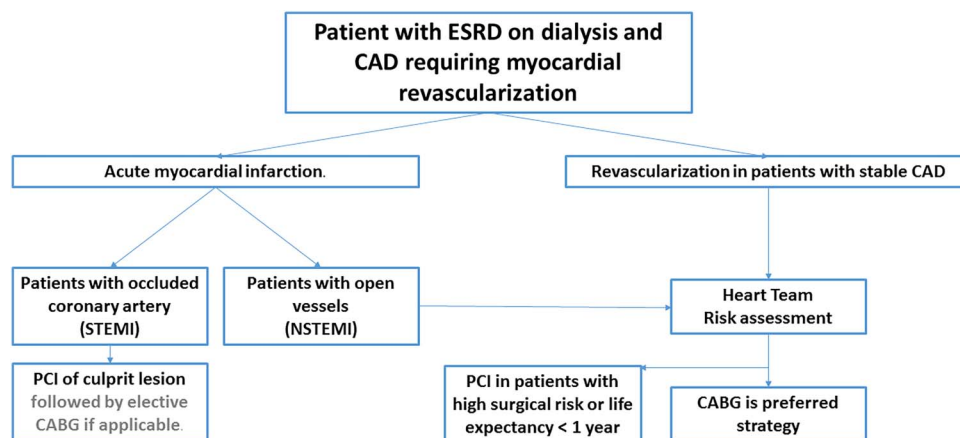 Patient with ESRD on dialysis and
CAD requiring myocardial
revascularization
Acute myocardial infarction.
Revascularization in patients with stable CAD
Patients with occluded
coronary artery
(STEMI)
Patients with open
vessels
(NSTEMI)
Heart Team
Risk assessment
PCI of culprit lesion
followed by elective
CABG if applicable.
PCI in patients with
high surgical risk or life
expectancy < 1 year
CABG is preferred
strategy